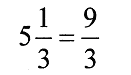 5 1/3 = 9/3